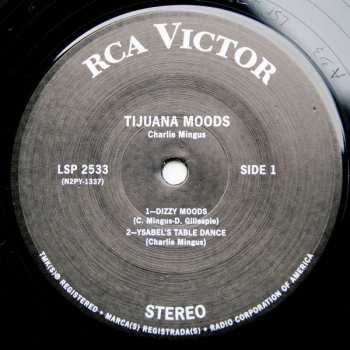 RCA VICTOR
TIJUANA MOODS
Charlie Mingus
LSP 2533
SIDE 1
(N2PY-1337)
1—DIZZY MOODS
(C. Mingus-D. Gillespie)
2—YSABEL'S TABLE DANCE
(Charlie Mingus)
STEREO
TMK(S)® REGISTERED • MARCA(S) REGISTRADA(S) • RADIO CORPORATION OF AMERICA